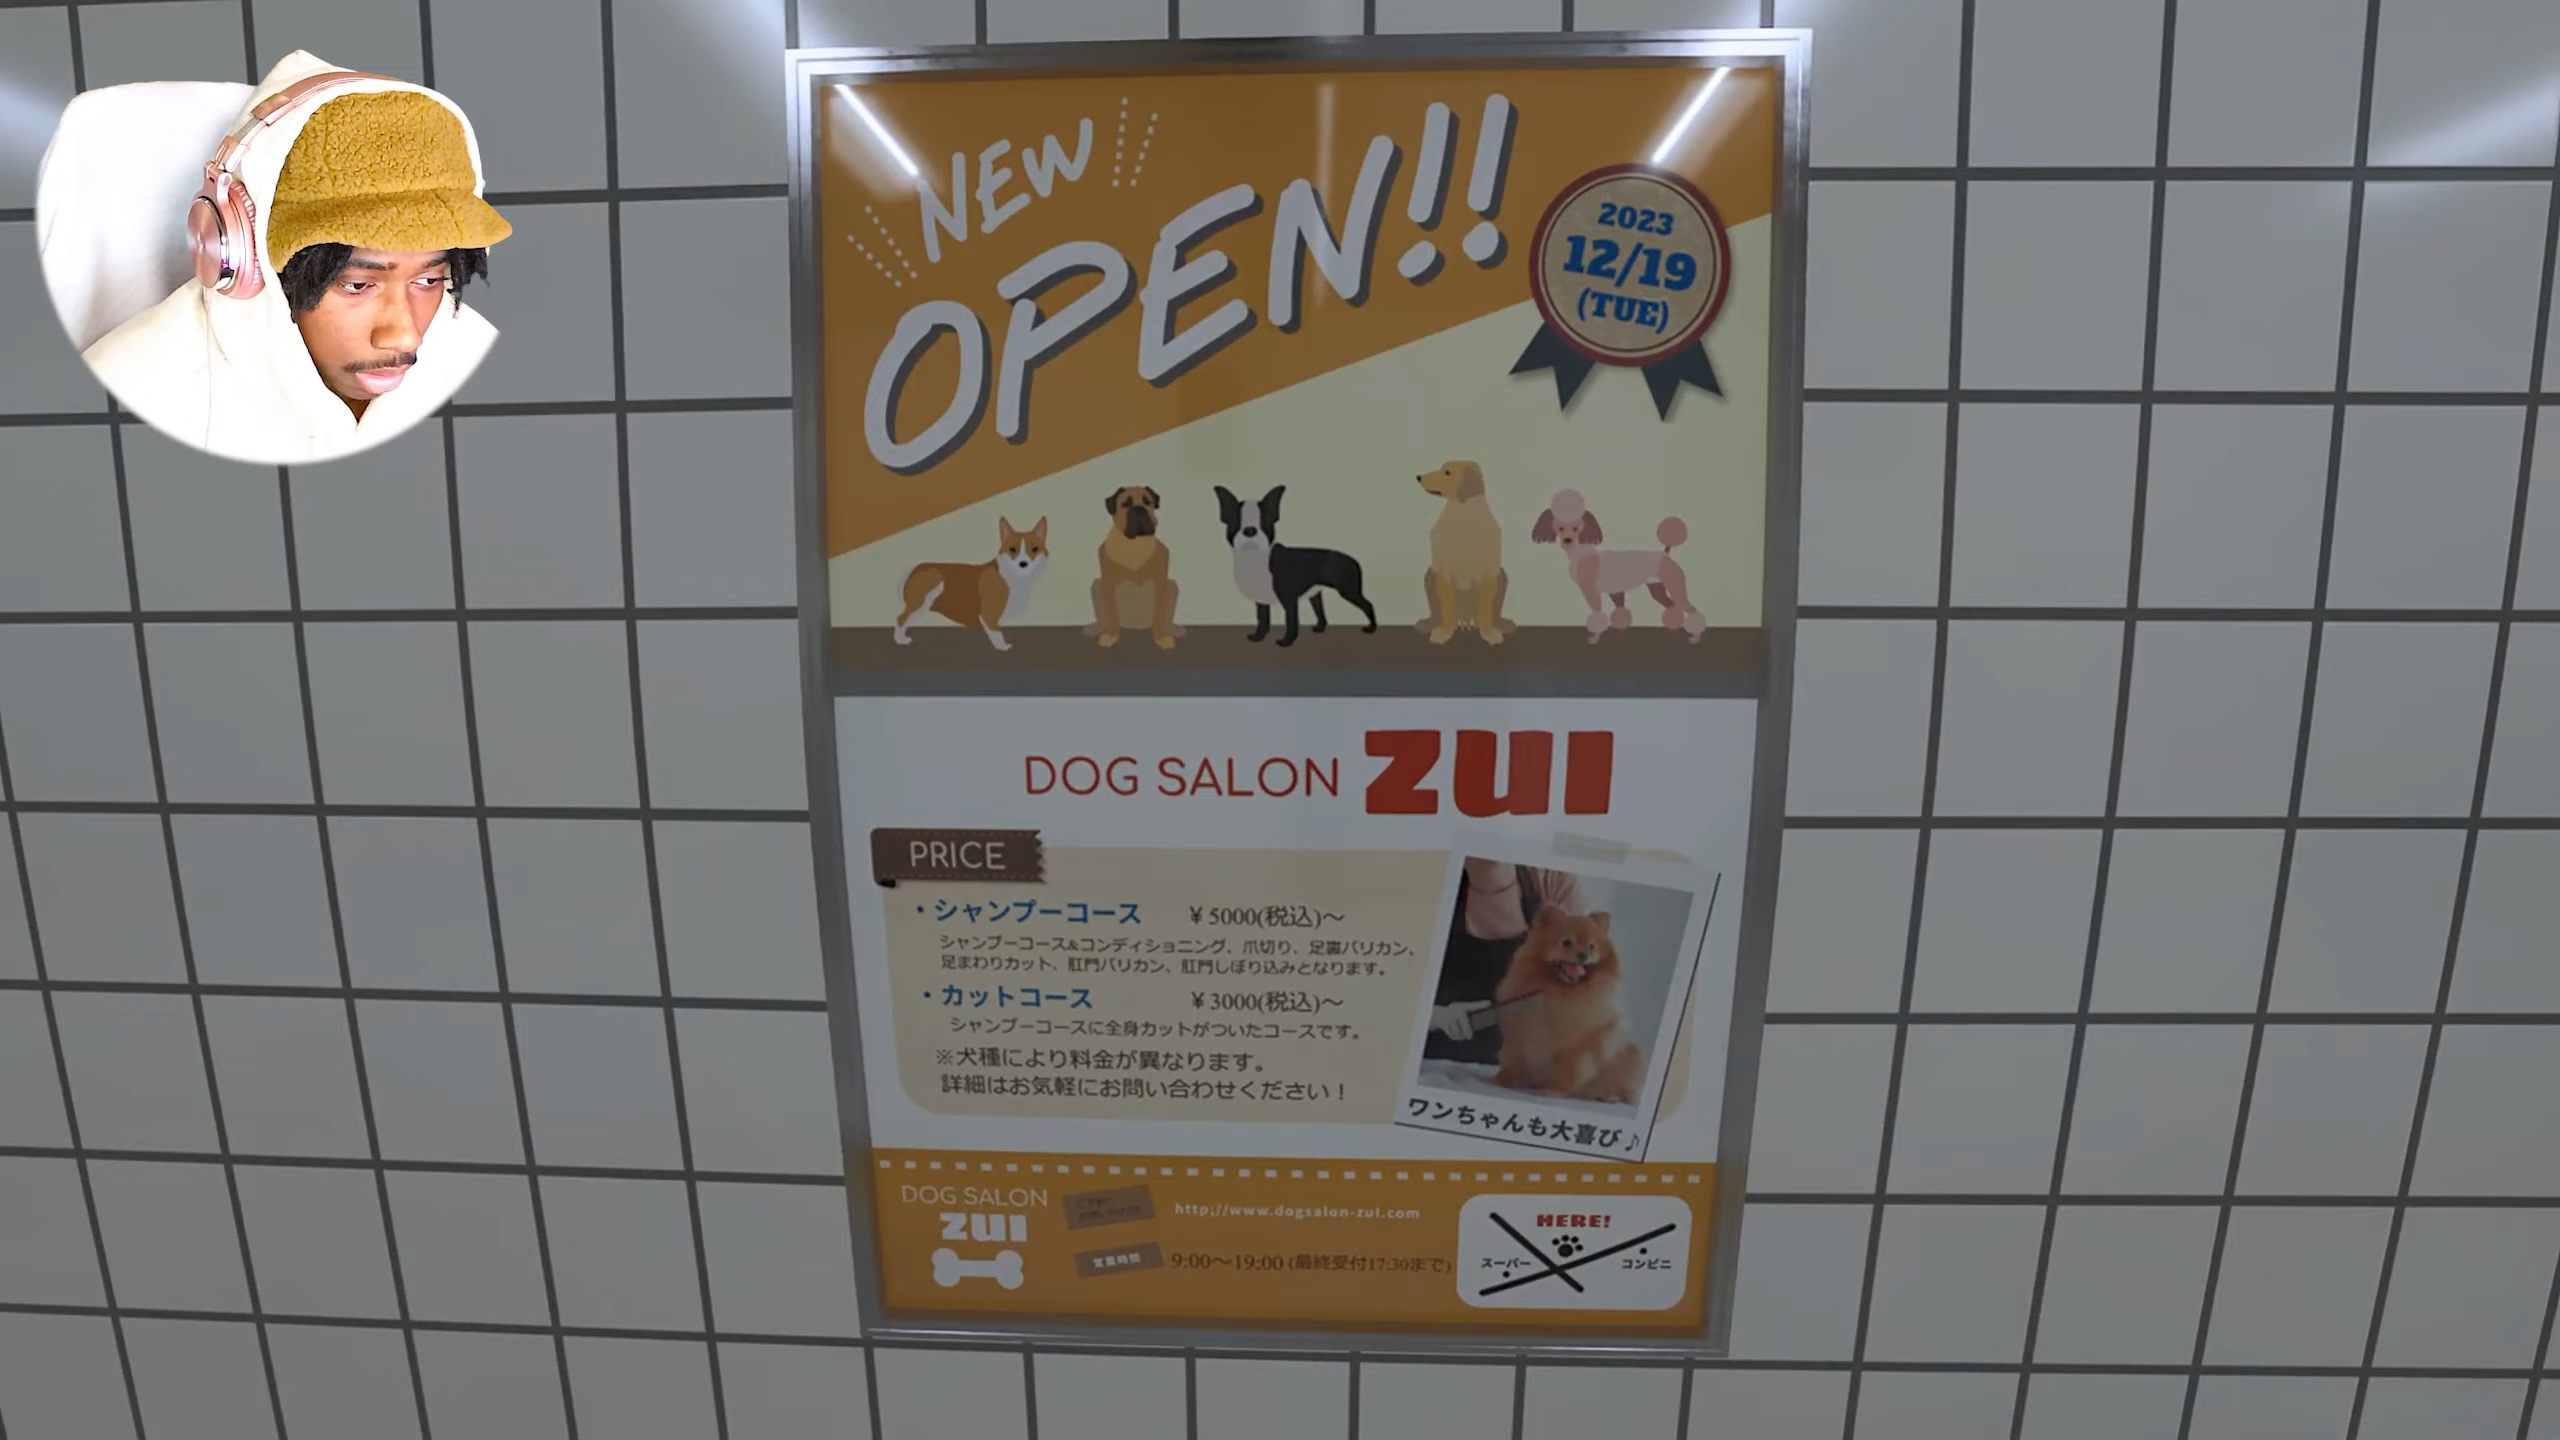 NEW
OPEN!!
2023
12/19
(TUE)
DOG SALON ZUI
PRICE
・シャンプーコース ¥5000(税込)～
シャンプーコース&コンディショニング、爪切り、足裏バリカン、
足まわりカット、肛門バリカン、肛門しぼり込みとなります。
・カットコース ¥3000(税込)～
シャンプーコースに全身カットがついたコースです。
※犬種により料金が異なります。
詳細はお気軽にお問い合わせください！
ワンちゃんも大喜び♪
DOG SALON
ZUI
http;//www.dogsalon-zui.com
営業時間 9:00～19:00 (最終受付17:30まで)
HERE!
スーパー
コンビニ